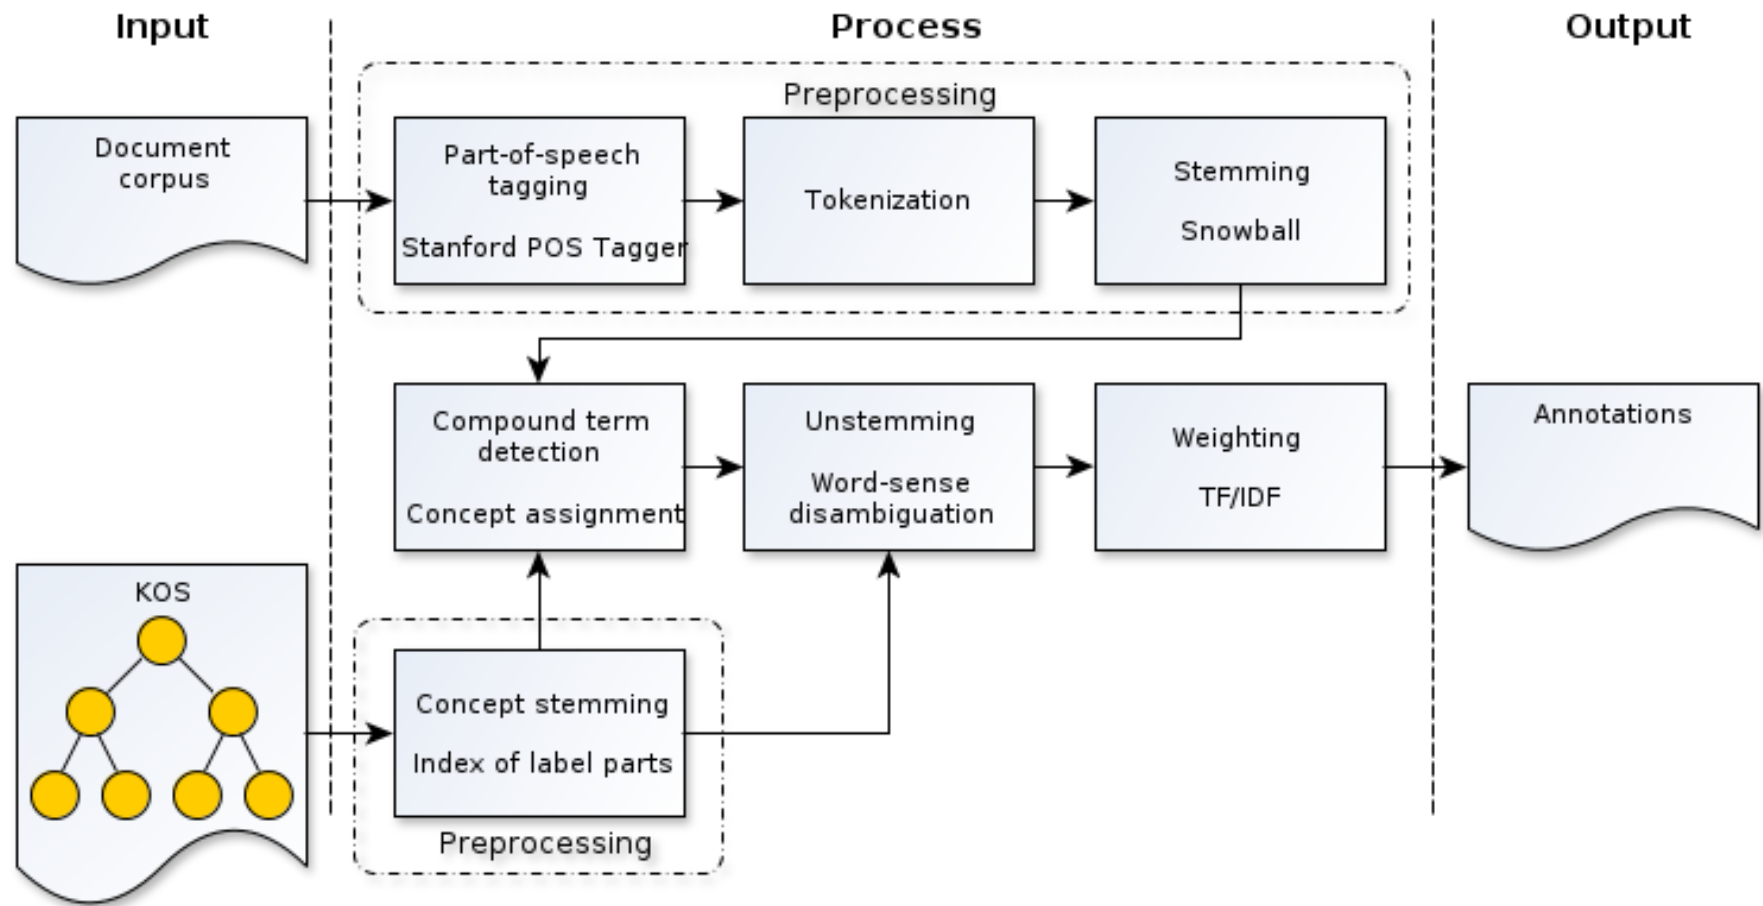 Input
Process
Output
Preprocessing
Document
corpus
Part-of-speech
tagging
Stanford POS Tagger
Tokenization
Stemming
Snowball
Compound term
detection
Concept assignment
Unstemming
Word-sense
disambiguation
Weighting
TF/IDF
Annotations
KOS
Concept stemming
Index of label parts
Preprocessing